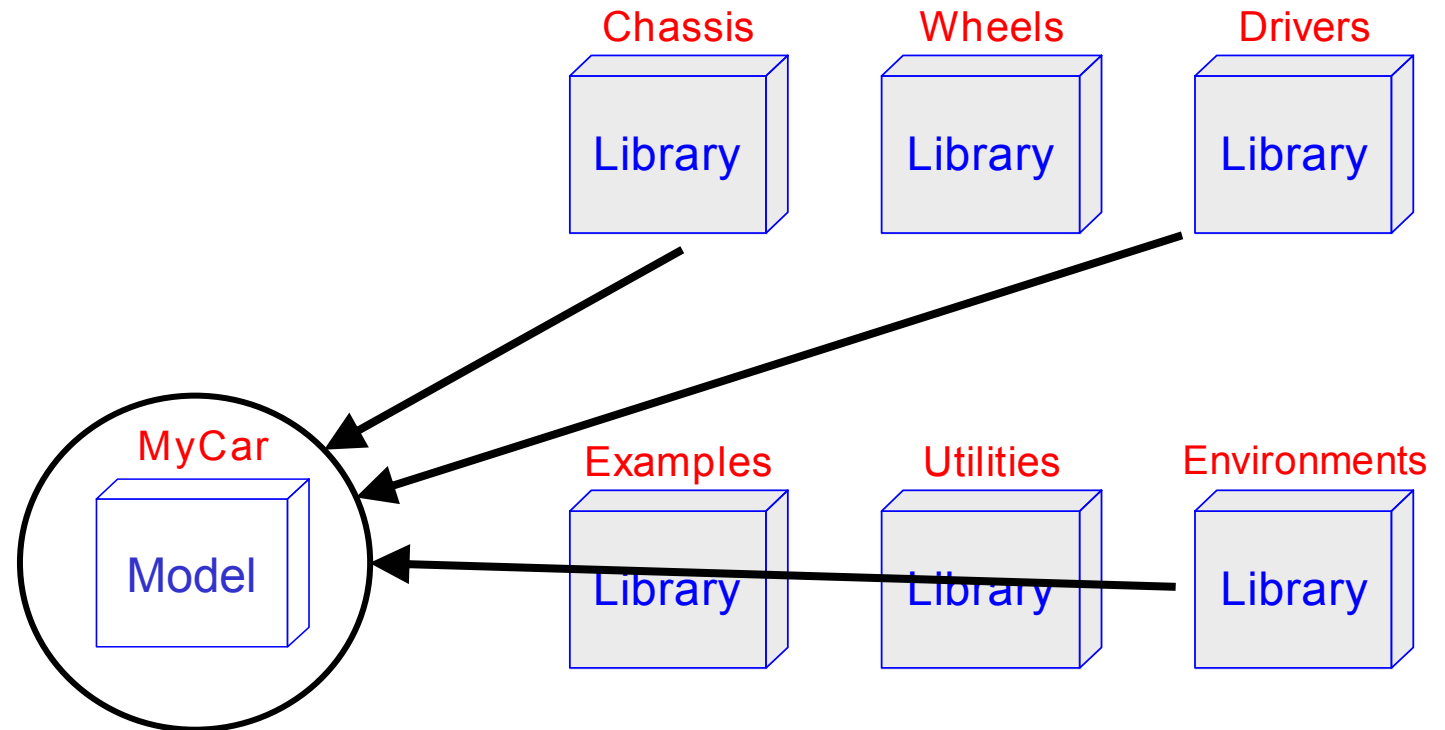 Chassis
Wheels
Drivers
Library
Library
Library
MyCar
Model
Examples
Utilities
Environments
Library
Library
Library